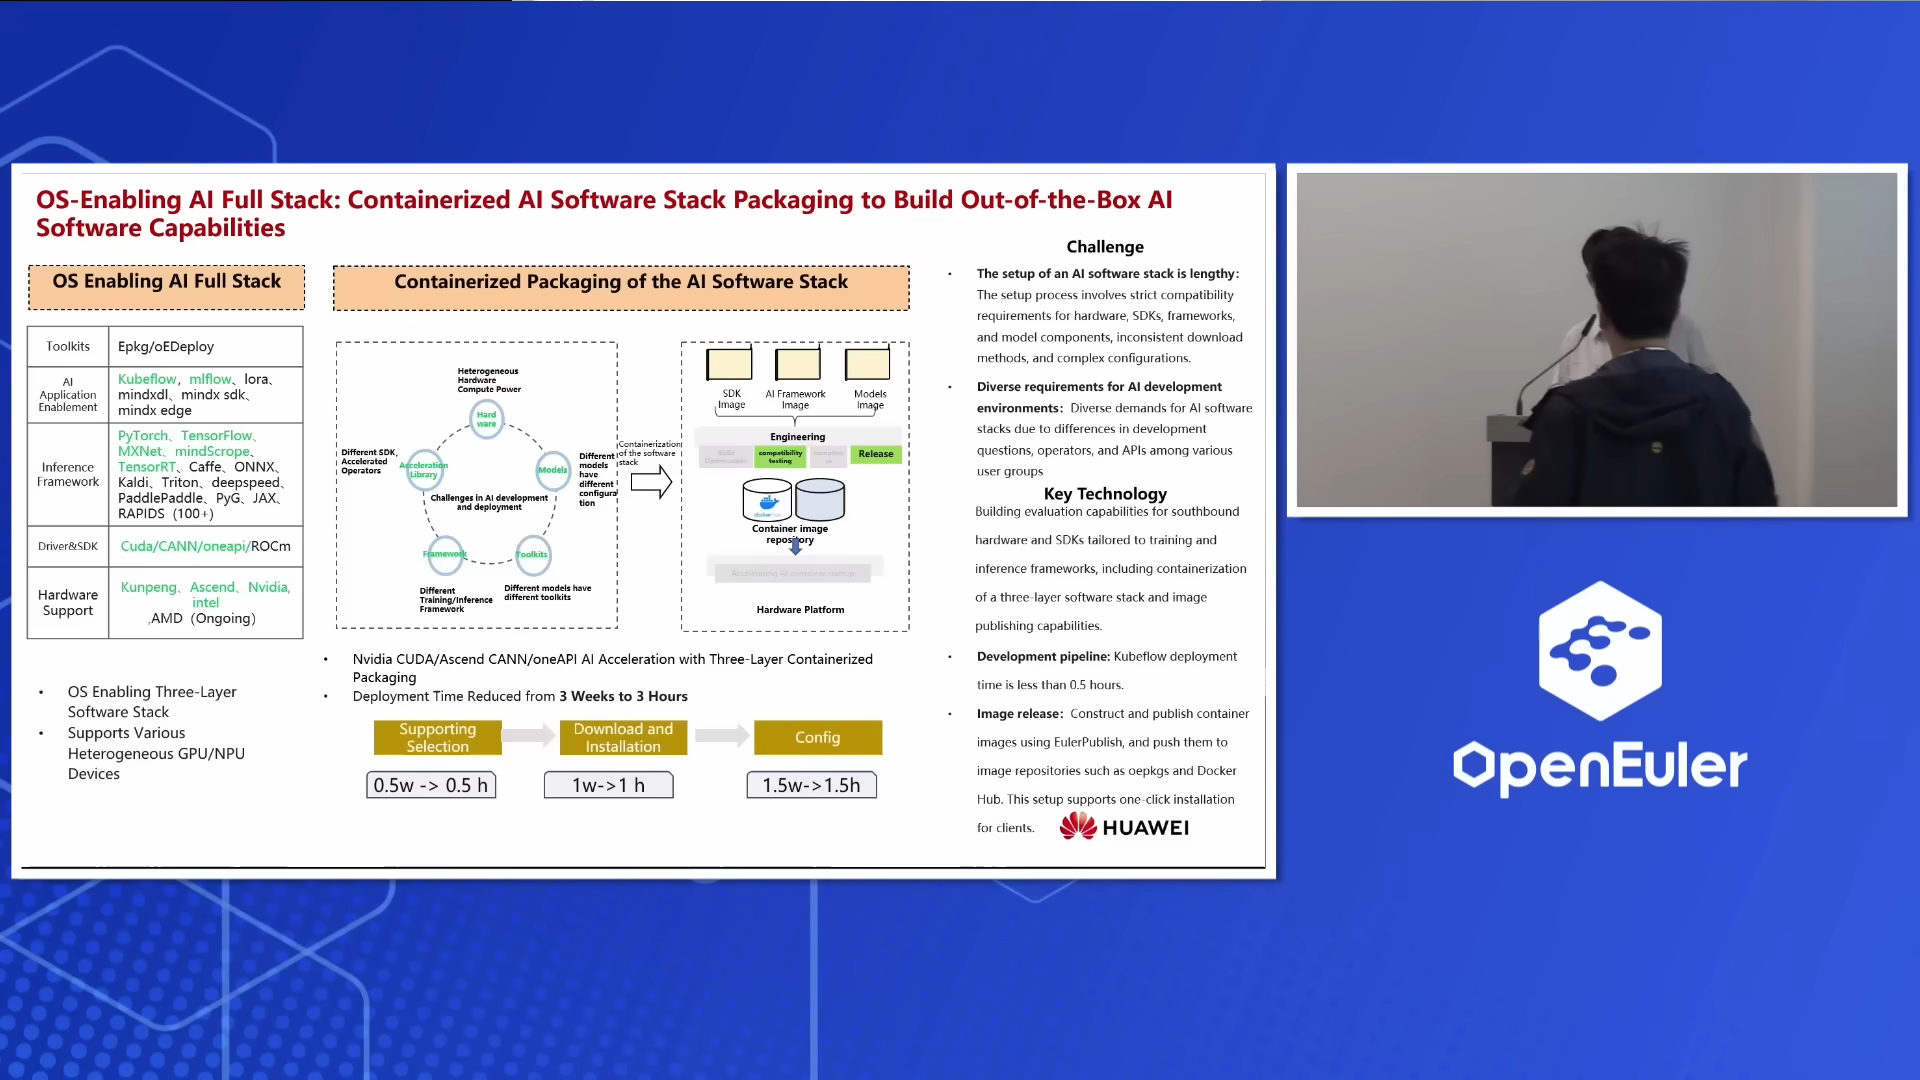 OS-Enabling AI Full Stack: Containerized AI Software Stack Packaging to Build Out-of-the-Box AI
Software Capabilities
OS Enabling AI Full Stack
Toolkits
Epkg/oEDeploy
AI
Application
Enablement
Kubeflow，mlflow、lora、
mindxdl、mindx sdk、
mindx edge
Inference
Framework
PyTorch、TensorFlow、
MXNet、mindScrope、
TensorRT、Caffe、ONNX、
Kaldi、Triton、deepspeed、
PaddlePaddle、PyG、JAX、
RAPIDS（100+）
Driver&SDK
Cuda/CANN/oneapi/ROCm
Hardware
Support
Kunpeng、Ascend、Nvidia,
intel
,AMD（Ongoing）
• OS Enabling Three-Layer
Software Stack
• Supports Various
Heterogeneous GPU/NPU
Devices
Containerized Packaging of the AI Software Stack
Heterogeneous
Hardware
Compute Power
Hard
ware
Different SDK,
Accelerated
Operators
Acceleration
Library
Models
Different
models
have
different
configura
tion
Challenges in AI development
and deployment
Framework
Toolkits
Different
Training/Inference
Framework
Different models have
different toolkits
Containerization
of the software
stack
SDK
Image
AI Framework
Image
Models
Image
Engineering
compatibility
testing
Release
Container image
repository
Hardware Platform
• Nvidia CUDA/Ascend CANN/oneAPI AI Acceleration with Three-Layer Containerized
Packaging
• Deployment Time Reduced from 3 Weeks to 3 Hours
Supporting
Selection
Download and
Installation
Config
0.5w -> 0.5 h
1w->1 h
1.5w->1.5h
Challenge
• The setup of an AI software stack is lengthy:
The setup process involves strict compatibility
requirements for hardware, SDKs, frameworks,
and model components, inconsistent download
methods, and complex configurations.
• Diverse requirements for AI development
environments：Diverse demands for AI software
stacks due to differences in development
questions, operators, and APIs among various
user groups
Key Technology
Building evaluation capabilities for southbound
hardware and SDKs tailored to training and
inference frameworks, including containerization
of a three-layer software stack and image
publishing capabilities.
• Development pipeline: Kubeflow deployment
time is less than 0.5 hours.
• Image release：Construct and publish container
images using EulerPublish, and push them to
image repositories such as oepkgs and Docker
Hub. This setup supports one-click installation
for clients.
HUAWEI
OpenEuler